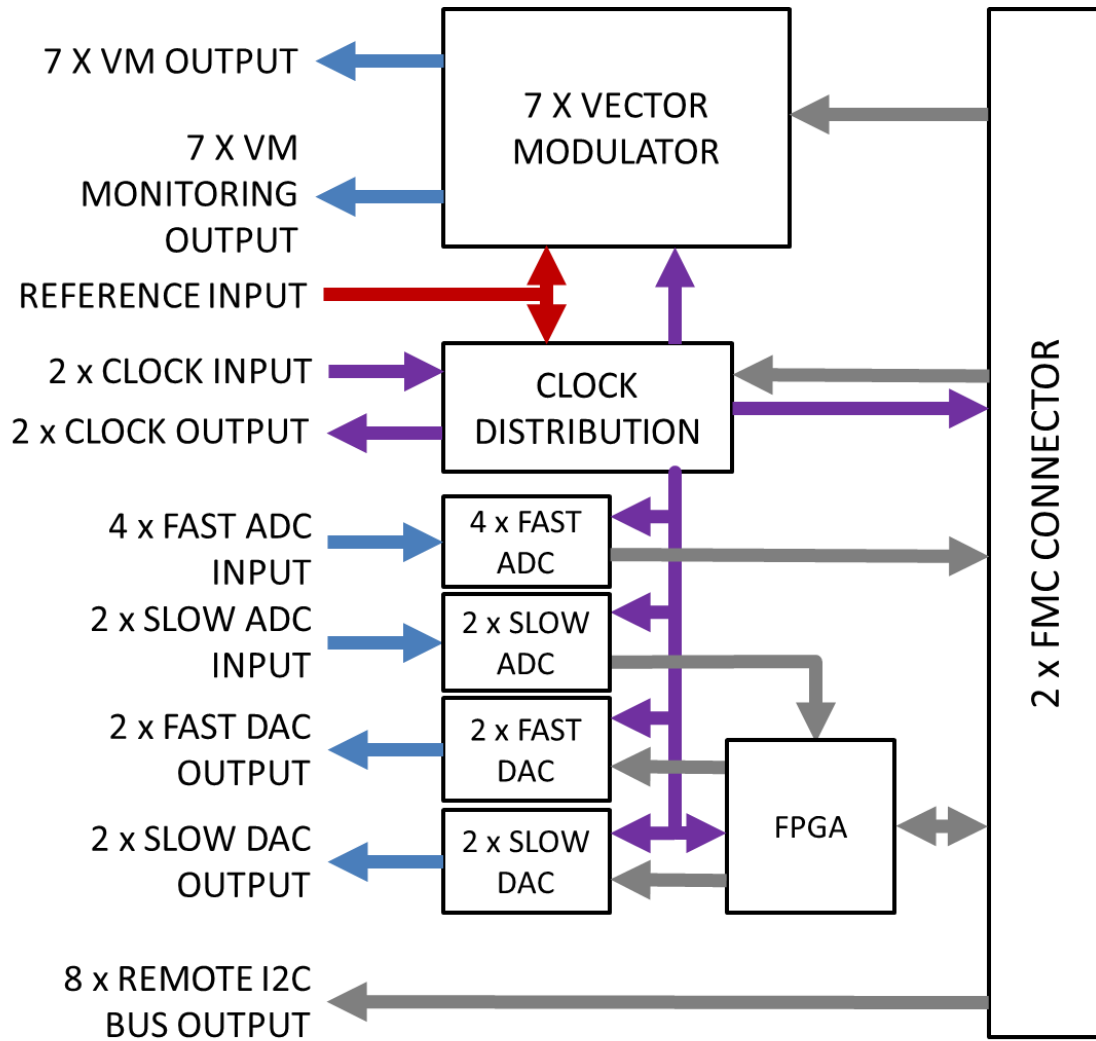 7 X VM OUTPUT
7 X VM
MONITORING
OUTPUT
REFERENCE INPUT
2 x CLOCK INPUT
2 x CLOCK OUTPUT
4 x FAST ADC
INPUT
2 x SLOW ADC
INPUT
2 x FAST DAC
OUTPUT
2 x SLOW DAC
OUTPUT
8 x REMOTE I2C
BUS OUTPUT
7 X VECTOR
MODULATOR
CLOCK
DISTRIBUTION
4 x FAST
ADC
2 x SLOW
ADC
2 x FAST
DAC
2 x SLOW
DAC
FPGA
2 x FMC CONNECTOR